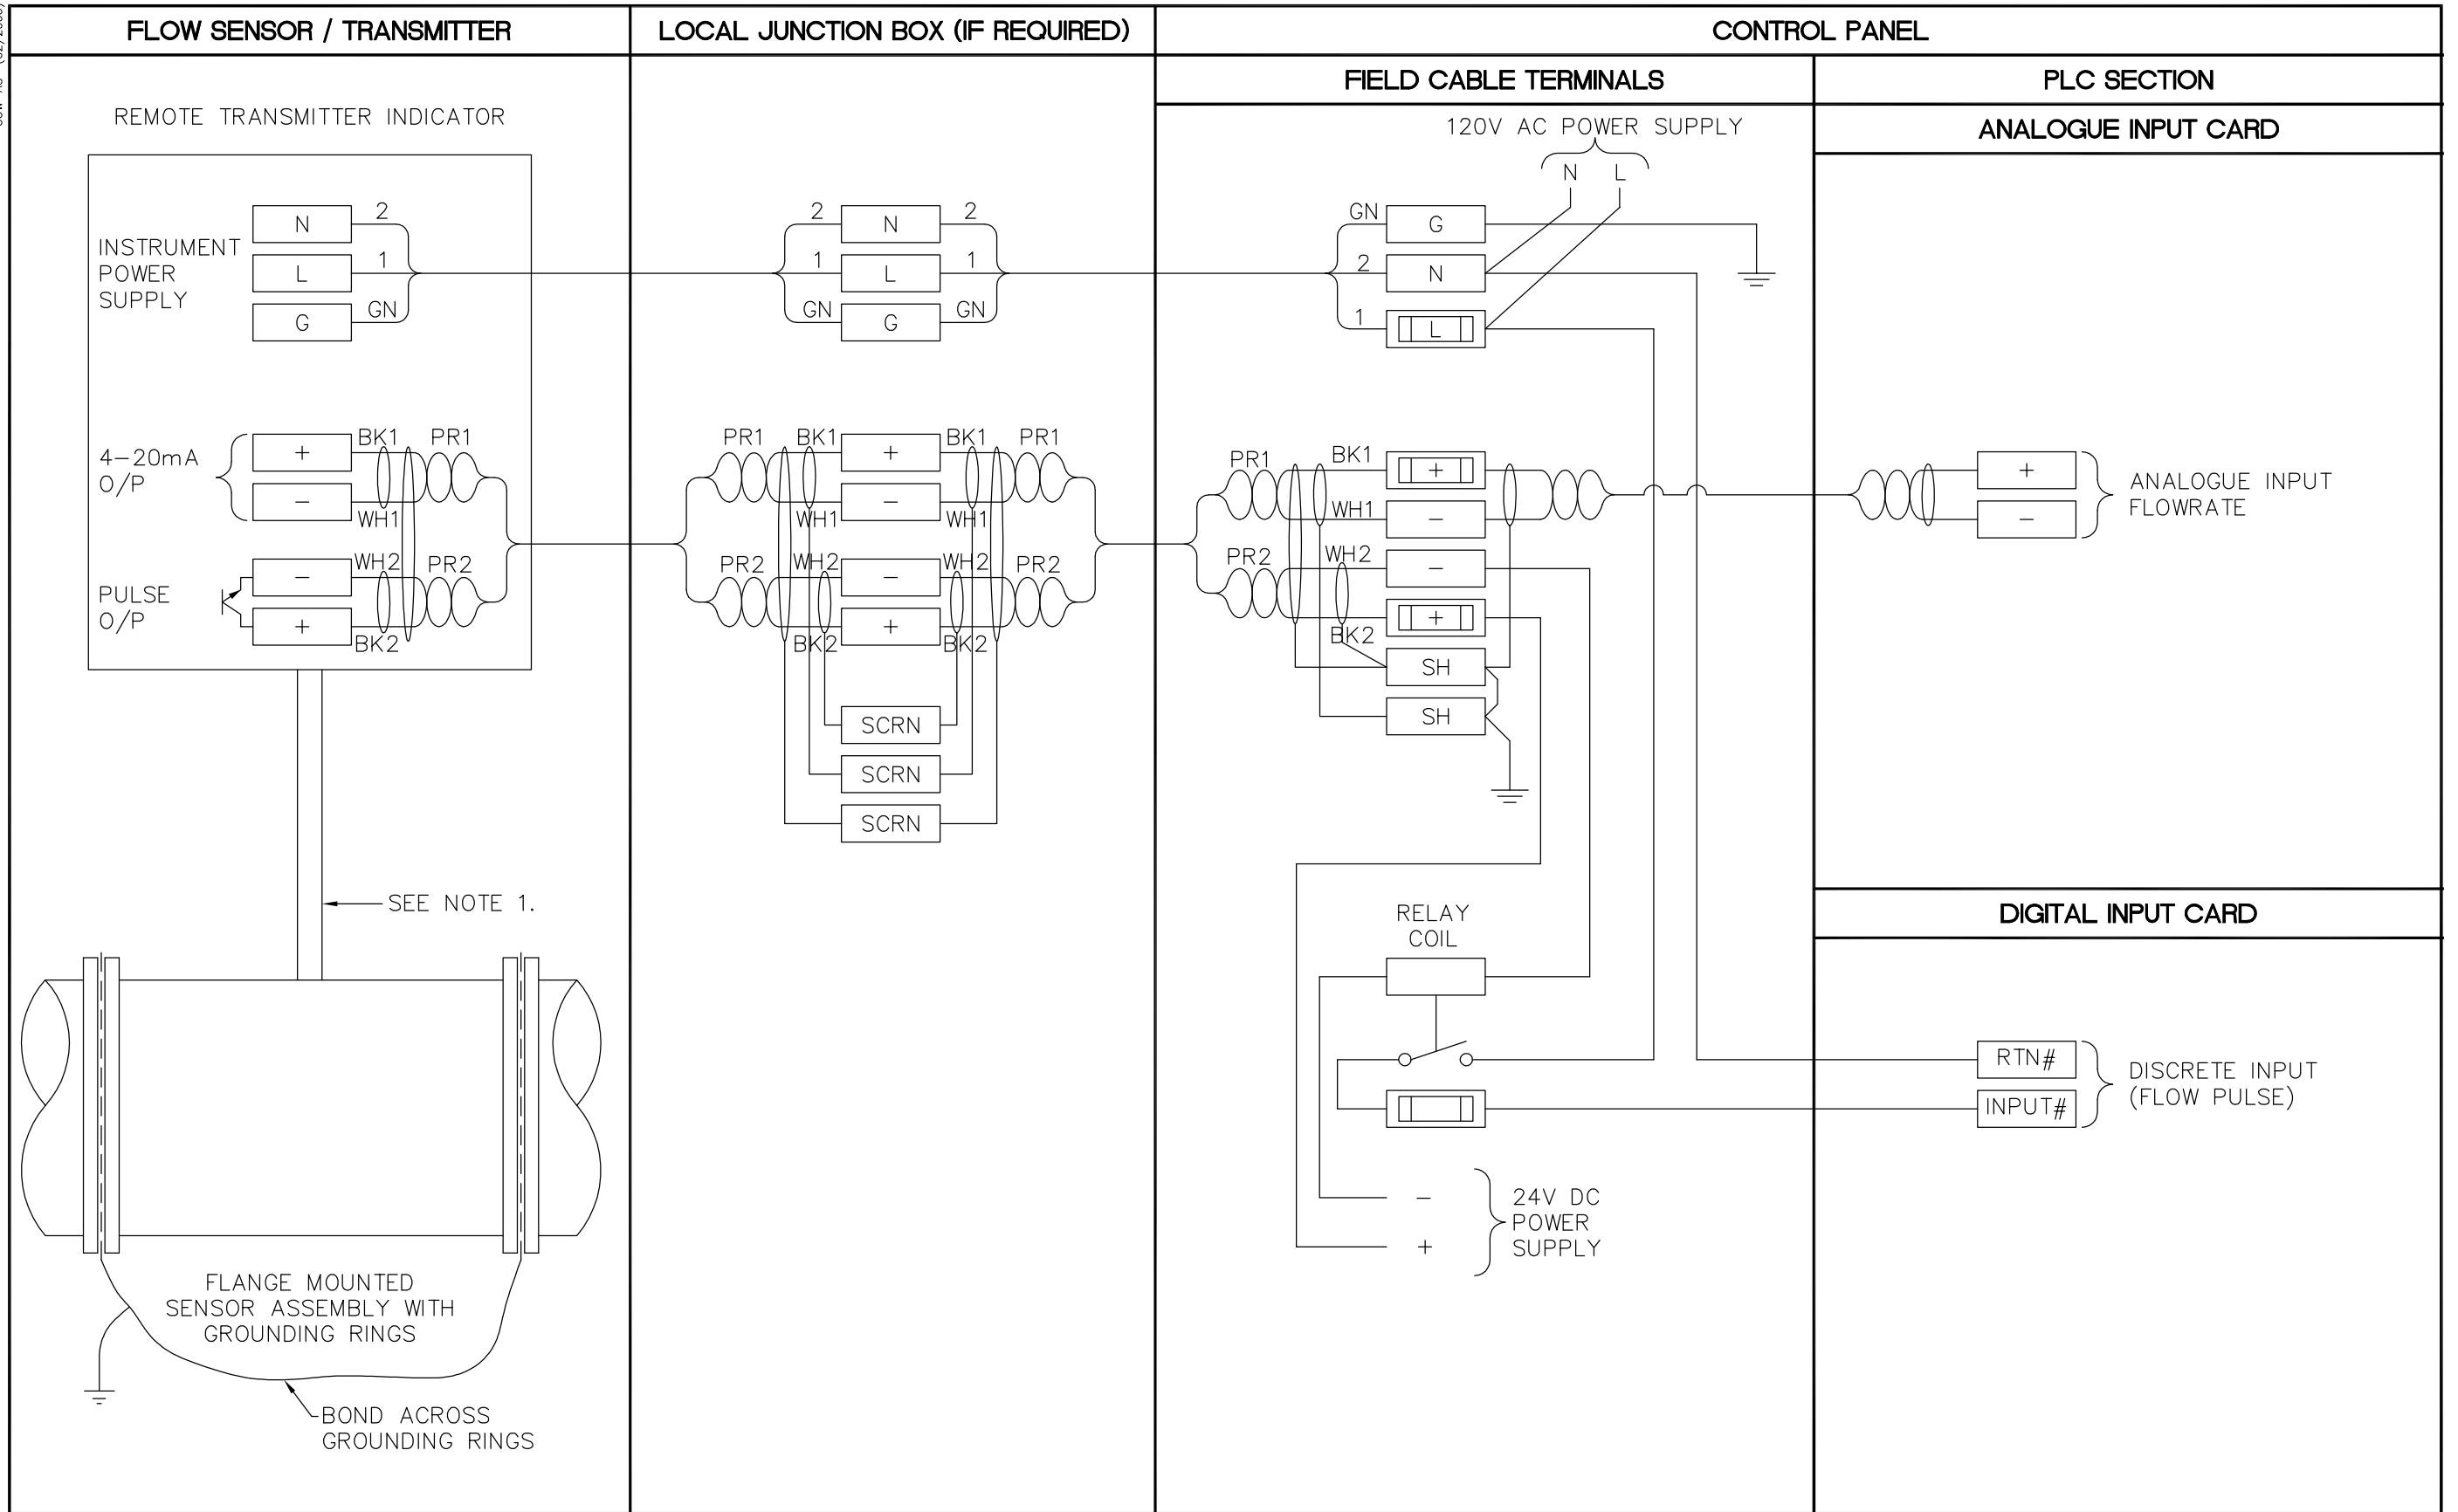 FLOW SENSOR / TRANSMITTER
LOCAL JUNCTION BOX (IF REQUIRED)
CONTROL PANEL
FIELD CABLE TERMINALS
PLC SECTION
ANALOGUE INPUT CARD
REMOTE TRANSMITTER INDICATOR
INSTRUMENT
POWER
SUPPLY
N
2
L
1
G
GN
4-20mA
O/P
+
-
BK1
PR1
WH1
PULSE
O/P
-
+
WH2
PR2
BK2
SEE NOTE 1.
FLANGE MOUNTED
SENSOR ASSEMBLY WITH
GROUNDING RINGS
BOND ACROSS
GROUNDING RINGS
2
N
2
1
L
1
GN
G
GN
PR1
BK1
+
BK1
PR1
-
WH1
WH1
PR2
WH2
-
WH2
PR2
+
BK2
BK2
SCRN
SCRN
SCRN
120V AC POWER SUPPLY
N
L
GN
G
2
N
1
L
PR1
BK1
+
WH1
-
PR2
WH2
-
+
BK2
SH
SH
RELAY
COIL
-
+
24V DC
POWER
SUPPLY
+
-
ANALOGUE INPUT
FLOWRATE
DIGITAL INPUT CARD
RTN#
INPUT#
DISCRETE INPUT
(FLOW PULSE)